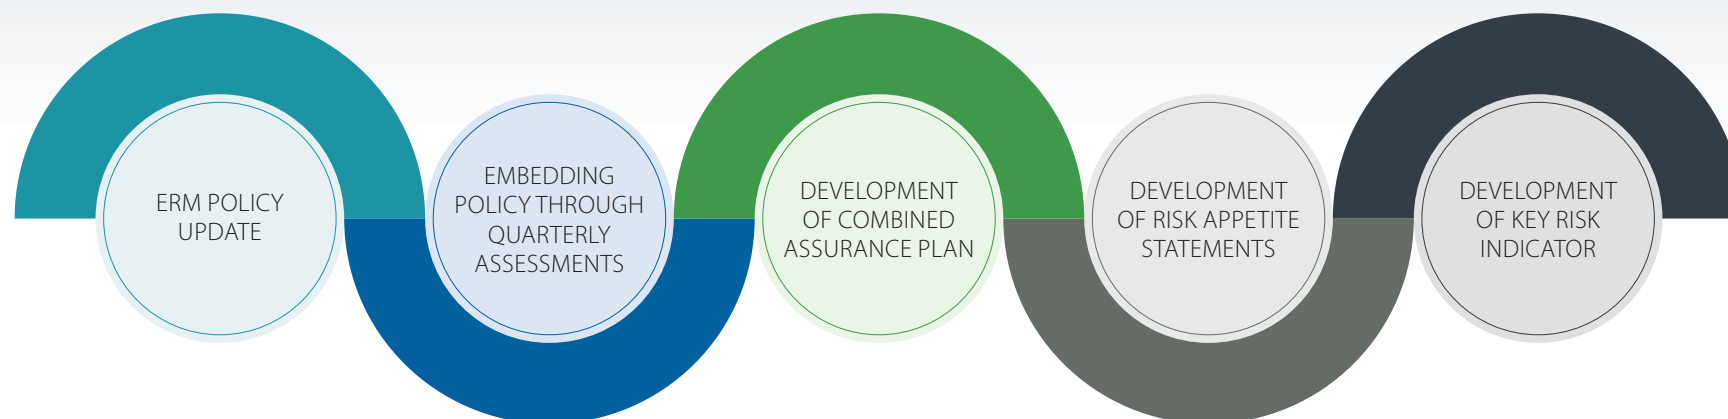 ERM POLICY
UPDATE
EMBEDDING
POLICY THROUGH
QUARTERLY
ASSESSMENTS
DEVELOPMENT
OF COMBINED
ASSURANCE PLAN
DEVELOPMENT
OF RISK APPETITE
STATEMENTS
DEVELOPMENT
OF KEY RISK
INDICATOR